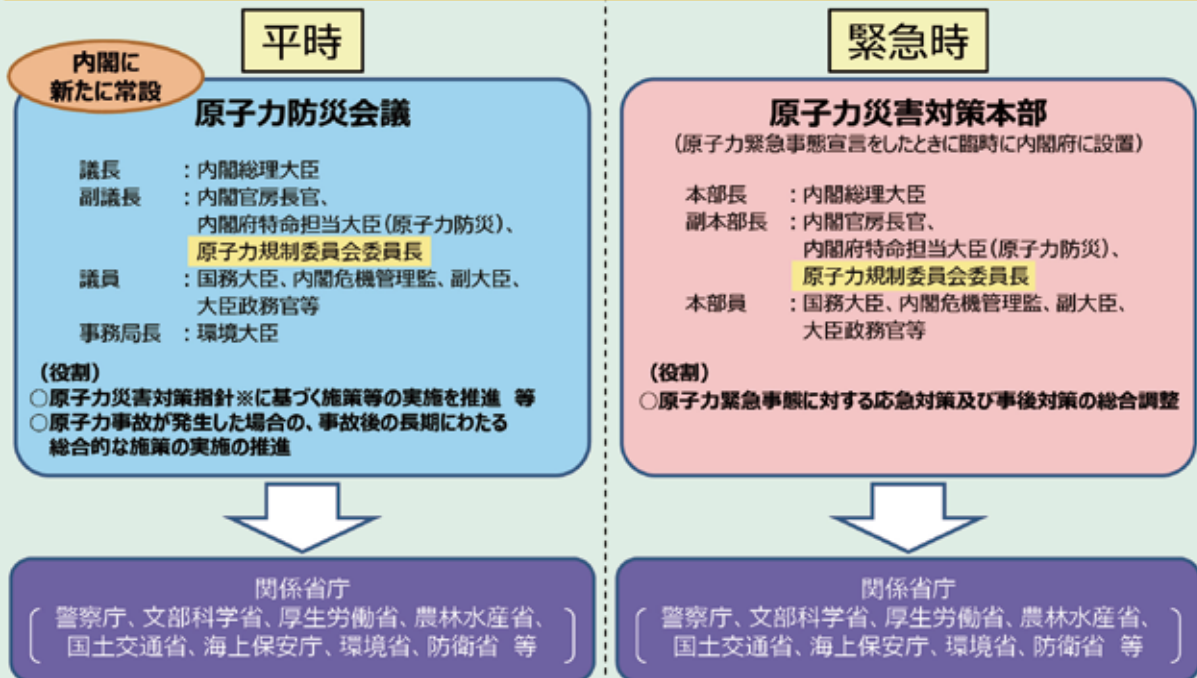 平時
内閣に
新たに常設
原子力防災会議
議長 :内閣総理大臣
副議長 :内閣官房長官、
内閣府特命担当大臣(原子力防災)、
原子力規制委員会委員長
議員 :国務大臣、内閣危機管理監、副大臣、
大臣政務官等
事務局長 :環境大臣
(役割)
○原子力災害対策指針※に基づく施策等の実施を推進 等
○原子力事故が発生した場合の、事故後の長期にわたる
総合的な施策の実施の推進
関係省庁
警察庁、文部科学省、厚生労働省、農林水産省、
国土交通省、海上保安庁、環境省、防衛省 等
緊急時
原子力災害対策本部
(原子力緊急事態宣言をしたときに臨時に内閣府に設置)
本部長 :内閣総理大臣
副本部長 :内閣官房長官、
内閣府特命担当大臣(原子力防災)、
原子力規制委員会委員長
本部員 :国務大臣、内閣危機管理監、副大臣、
大臣政務官等
(役割)
○原子力緊急事態に対する応急対策及び事後対策の総合調整
関係省庁
警察庁、文部科学省、厚生労働省、農林水産省、
国土交通省、海上保安庁、環境省、防衛省 等